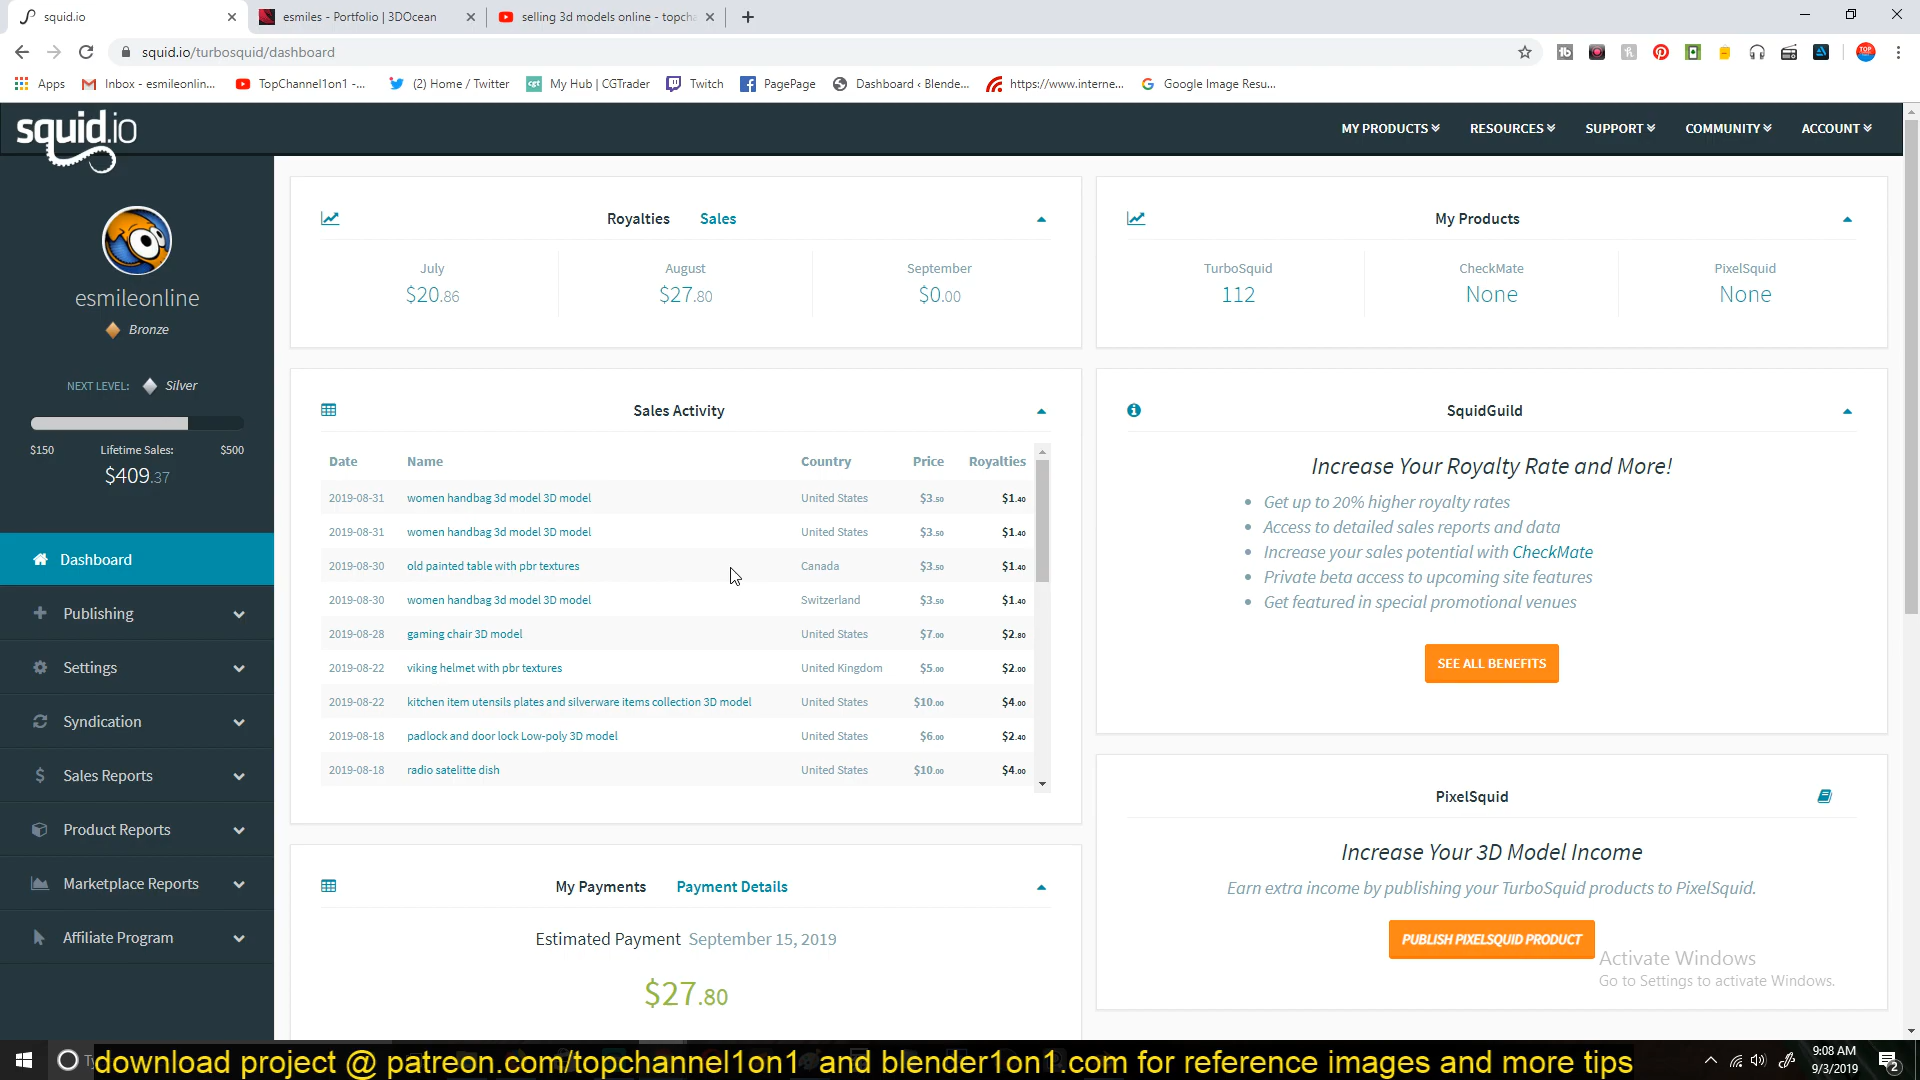 squid.io
esmiles - Portfolio | 3DOcean
selling 3d models online - topcha
squid.io/turbosquid/dashboard
Apps
Inbox - esmileonlin...
TopChannel1on1 -...
(2) Home / Twitter
My Hub | CGTrader
Twitch
PagePage
Dashboard ‹ Blende...
https://www.interne...
Google Image Resu...
squid.io
MY PRODUCTS
RESOURCES
SUPPORT
COMMUNITY
ACCOUNT
esmileonline
Bronze
NEXT LEVEL: Silver
$150 Lifetime Sales: $500
$409.37
Dashboard
Publishing
Settings
Syndication
Sales Reports
Product Reports
Marketplace Reports
Affiliate Program
Royalties Sales
July August September
$20.86 $27.80 $0.00
My Products
TurboSquid CheckMate PixelSquid
112 None None
Sales Activity
Date Name Country Price Royalties
2019-08-31 women handbag 3d model 3D model United States $3.50 $1.40
2019-08-31 women handbag 3d model 3D model United States $3.50 $1.40
2019-08-30 old painted table with pbr textures Canada $3.50 $1.40
2019-08-30 women handbag 3d model 3D model Switzerland $3.50 $1.40
2019-08-28 gaming chair 3D model United States $7.00 $2.80
2019-08-22 viking helmet with pbr textures United Kingdom $5.00 $2.00
2019-08-22 kitchen item utensils plates and silverware items collection 3D model United States $10.00 $4.00
2019-08-18 padlock and door lock Low-poly 3D model United States $6.00 $2.40
2019-08-18 radio satelitte dish United States $10.00 $4.00
SquidGuild
Increase Your Royalty Rate and More!
Get up to 20% higher royalty rates
Access to detailed sales reports and data
Increase your sales potential with CheckMate
Private beta access to upcoming site features
Get featured in special promotional venues
SEE ALL BENEFITS
My Payments Payment Details
Estimated Payment September 15, 2019
$27.80
PixelSquid
Increase Your 3D Model Income
Earn extra income by publishing your TurboSquid products to PixelSquid.
PUBLISH PIXELSQUID PRODUCT
Activate Windows
Go to Settings to activate Windows.
download project @ patreon.com/topchannel1on1 and blender1on1.com for reference images and more tips
9:08 AM
9/3/2019
2